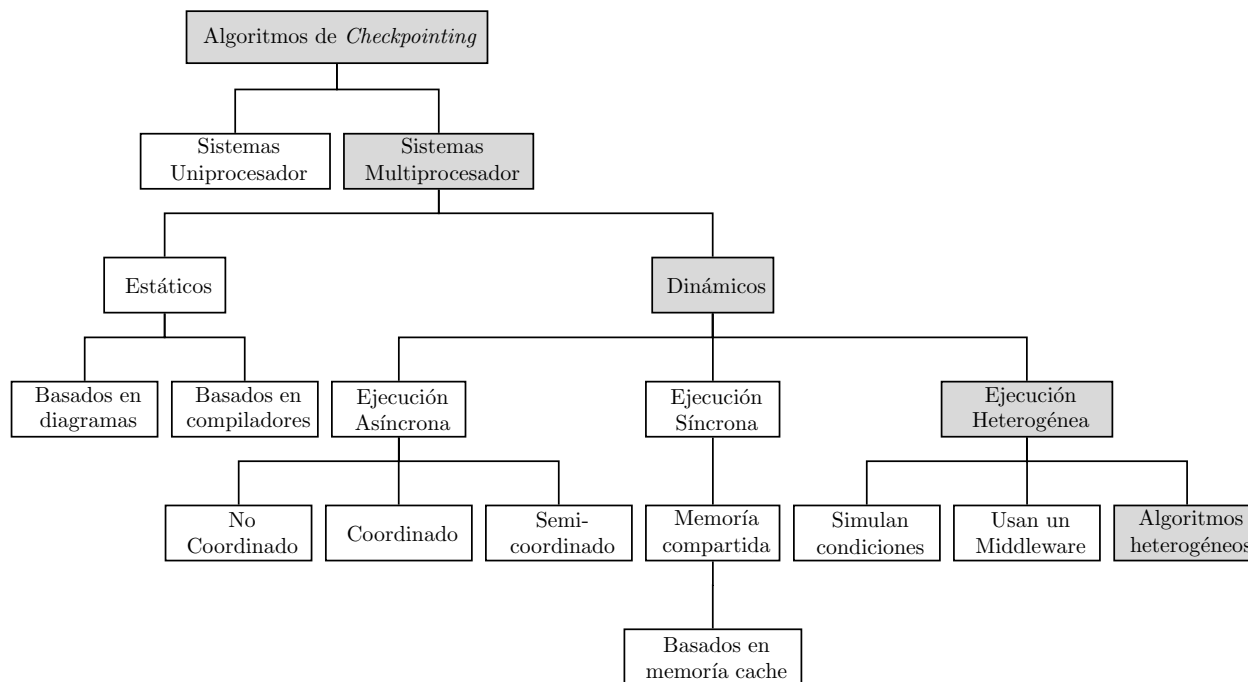 Algoritmos de Checkpointing
Sistemas
Uniprocesador
Sistemas
Multiprocesador
Estáticos
Dinámicos
Basados en
diagramas
Basados en
compiladores
Ejecución
Asíncrona
Ejecución
Síncrona
Ejecución
Heterogénea
No
Coordinado
Coordinado
Semi-
coordinado
Memoría
compartida
Simulan
condiciones
Usan un
Middleware
Algoritmos
heterogéneos
Basados en
memoría cache